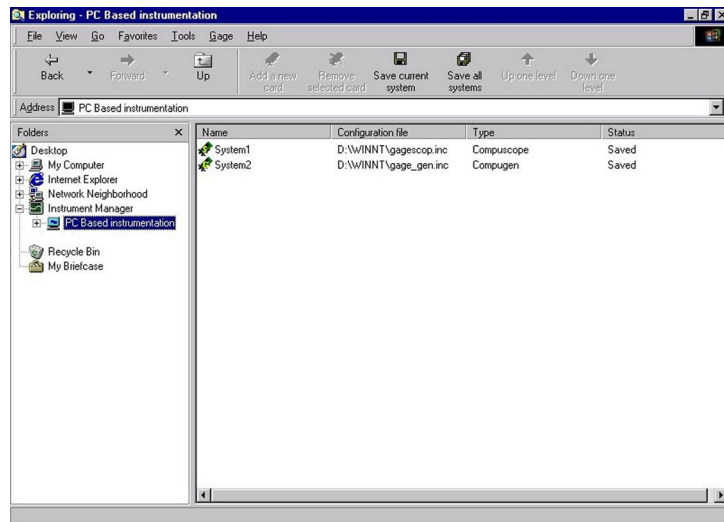 Exploring - PC Based instrumentation
File View Go Favorites Tools Gage Help
Back Forward Up Add a new card Remove selected card Save current system Save all systems Up one level Down one level
Address PC Based instrumentation
Folders
Name Configuration file Type Status
Desktop
My Computer
Internet Explorer
Network Neighborhood
Instrument Manager
PC Based instrumentation
Recycle Bin
My Briefcase
System1 D:\WINNT\gagescop.inc Compuscope Saved
System2 D:\WINNT\gage_gen.inc Compugen Saved